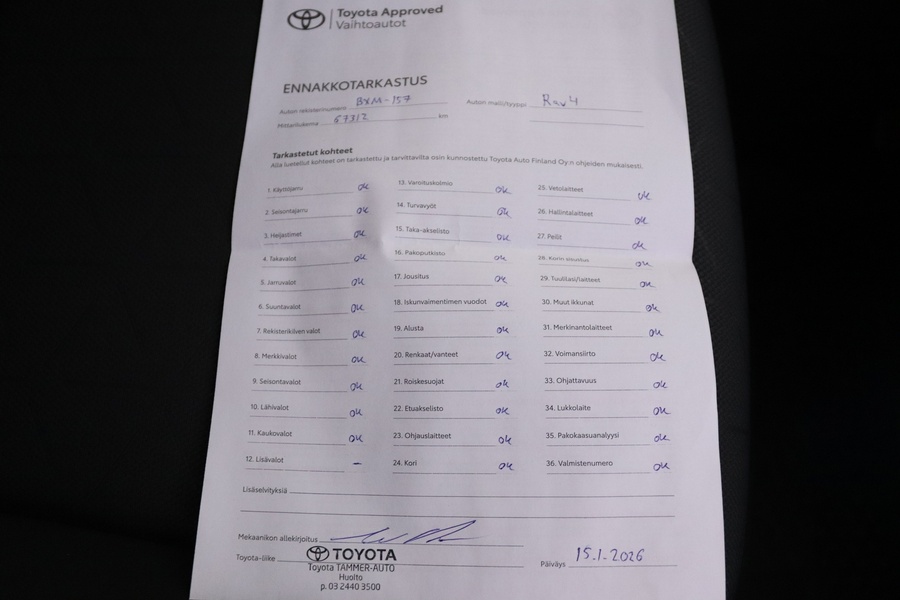 Toyota Approved
Vaihtoautot
ENNAKKOTARKASTUS
Auton rekisterinumero BXM-157
Auton malli/tyyppi Rav4
Mittarilukema 67312 km
Tarkastetut kohteet
Alla luetellut kohteet on tarkastettu ja tarvittavilta osin kunnostettu Toyota Auto Finland Oy:n ohjeiden mukaisesti.
1. Käyttöjarru ok
2. Seisontajarru ok
3. Heijastimet ok
4. Takavalot ok
5. Jarruvalot ok
6. Suuntavalot ok
7. Rekisterikilven valot ok
8. Merkkivalot ok
9. Seisontavalot ok
10. Lähivalot ok
11. Kaukovalot ok
12. Lisävalot –
13. Varoituskolmio ok
14. Turvavyöt ok
15. Taka-akselisto ok
16. Pakoputkisto ok
17. Jousitus ok
18. Iskunvaimentimen vuodot ok
19. Alusta ok
20. Renkaat/vanteet ok
21. Roiskesuojat ok
22. Etuakselisto ok
23. Ohjauslaitteet ok
24. Kori ok
25. Vetolaitteet ok
26. Hallintalaitteet ok
27. Peilit ok
28. Korin sisustus ok
29. Tuulilasi/laitteet ok
30. Muut ikkunat ok
31. Merkinantolaitteet ok
32. Voimansiirto ok
33. Ohjattavuus ok
34. Lukkolaite ok
35. Pakokaasuanalyysi ok
36. Valmistenumero ok
Lisäselvityksiä
Mekaanikon allekirjoitus
Toyota-liike
TOYOTA
Toyota TAMMER-AUTO
Huolto
p. 03 2440 3500
Päiväys 15.1.2026